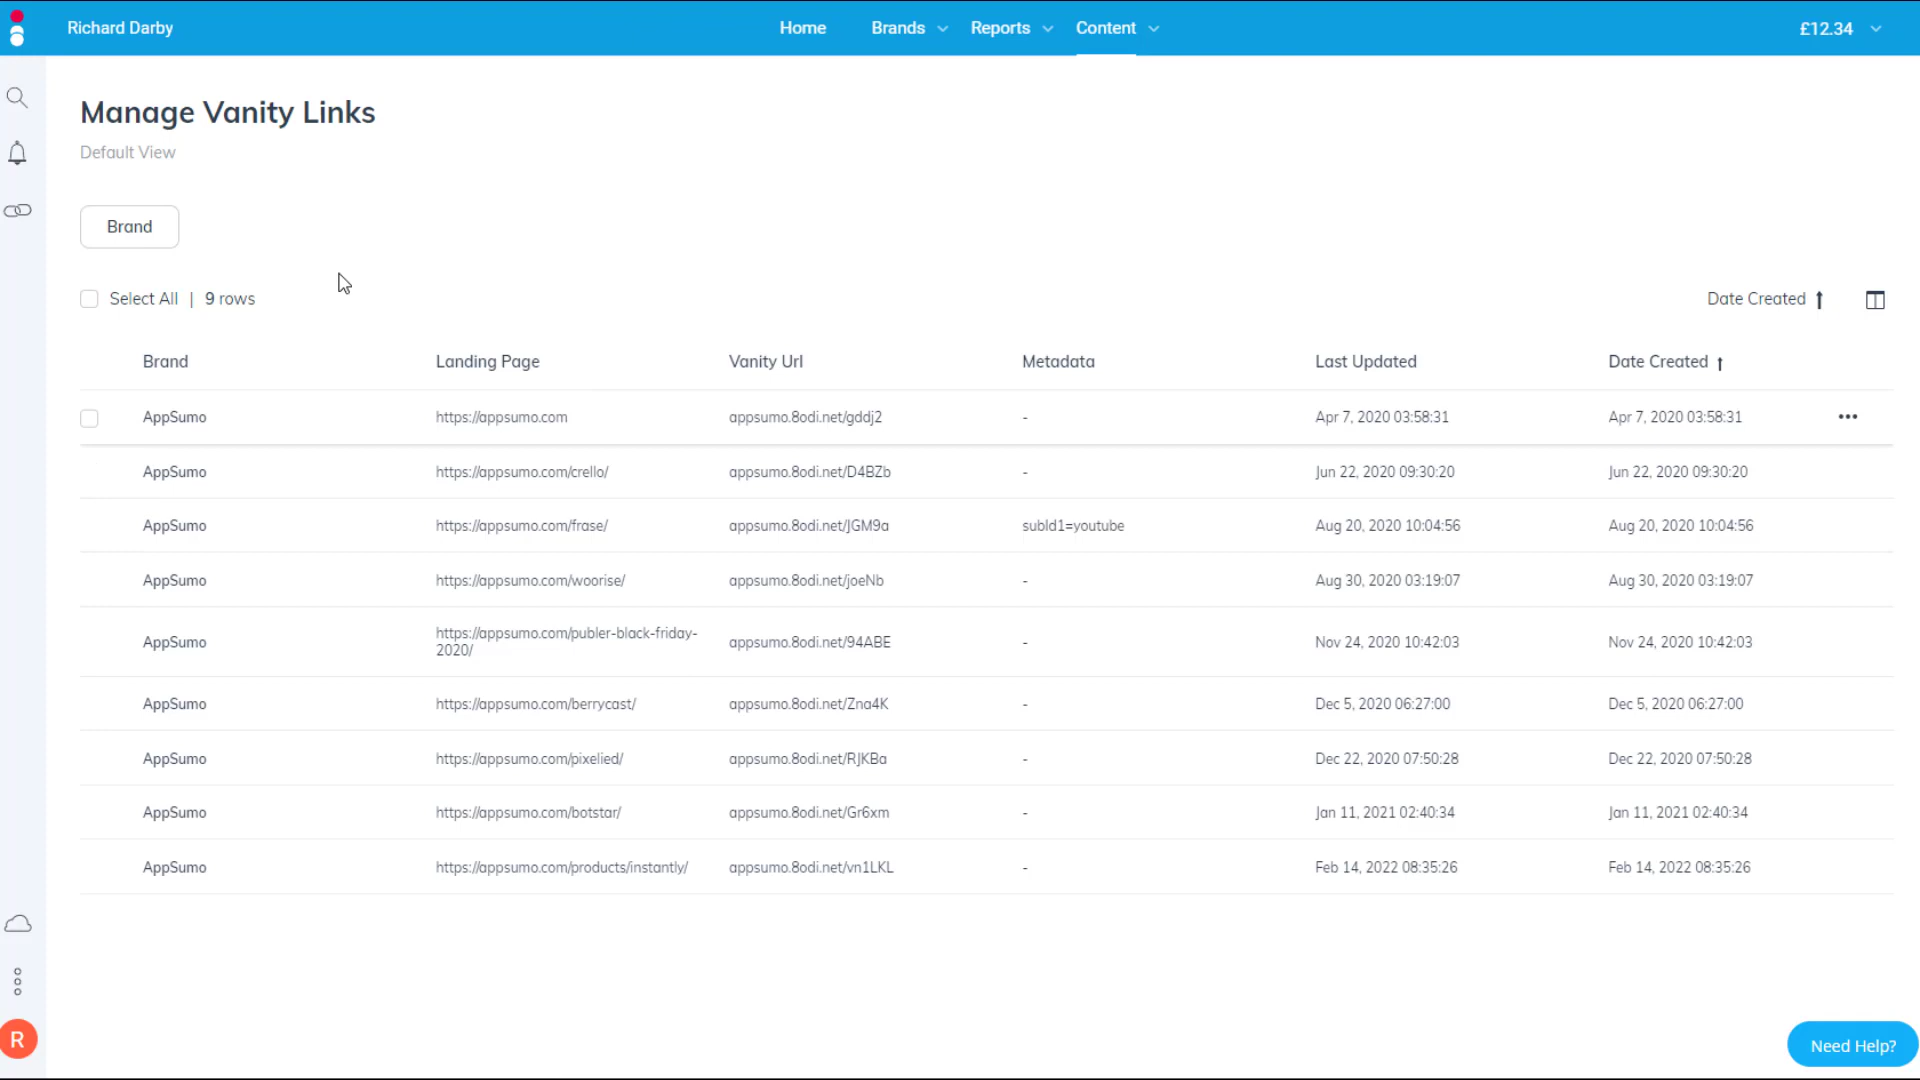 Richard Darby Home Brands Reports Content £12.34
Manage Vanity Links
Default View
Brand
Select All | 9 rows Date Created
Brand Landing Page Vanity Url Metadata Last Updated Date Created
AppSumo https://appsumo.com appsumo.8odi.net/gddj2 - Apr 7, 2020 03:58:31 Apr 7, 2020 03:58:31
AppSumo https://appsumo.com/crello/ appsumo.8odi.net/D4BZb - Jun 22, 2020 09:30:20 Jun 22, 2020 09:30:20
AppSumo https://appsumo.com/frase/ appsumo.8odi.net/JGM9a subId1=youtube Aug 20, 2020 10:04:56 Aug 20, 2020 10:04:56
AppSumo https://appsumo.com/woorise/ appsumo.8odi.net/joeNb - Aug 30, 2020 03:19:07 Aug 30, 2020 03:19:07
https://appsumo.com/publer-black-friday-
AppSumo 2020/ appsumo.8odi.net/94ABE - Nov 24, 2020 10:42:03 Nov 24, 2020 10:42:03
AppSumo https://appsumo.com/berrycast/ appsumo.8odi.net/Zna4K - Dec 5, 2020 06:27:00 Dec 5, 2020 06:27:00
AppSumo https://appsumo.com/pixelied/ appsumo.8odi.net/RJKBa - Dec 22, 2020 07:50:28 Dec 22, 2020 07:50:28
AppSumo https://appsumo.com/botstar/ appsumo.8odi.net/Gr6xm - Jan 11, 2021 02:40:34 Jan 11, 2021 02:40:34
AppSumo https://appsumo.com/products/instantly/ appsumo.8odi.net/vn1LKL - Feb 14, 2022 08:35:26 Feb 14, 2022 08:35:26
R
Need Help?